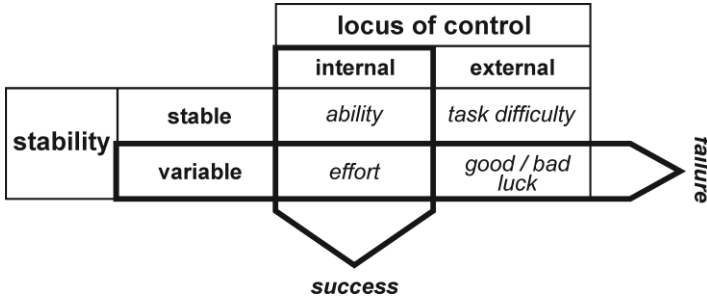 locus of control
internal external
stability stable ability task difficulty
variable effort good / bad
luck
failure
success